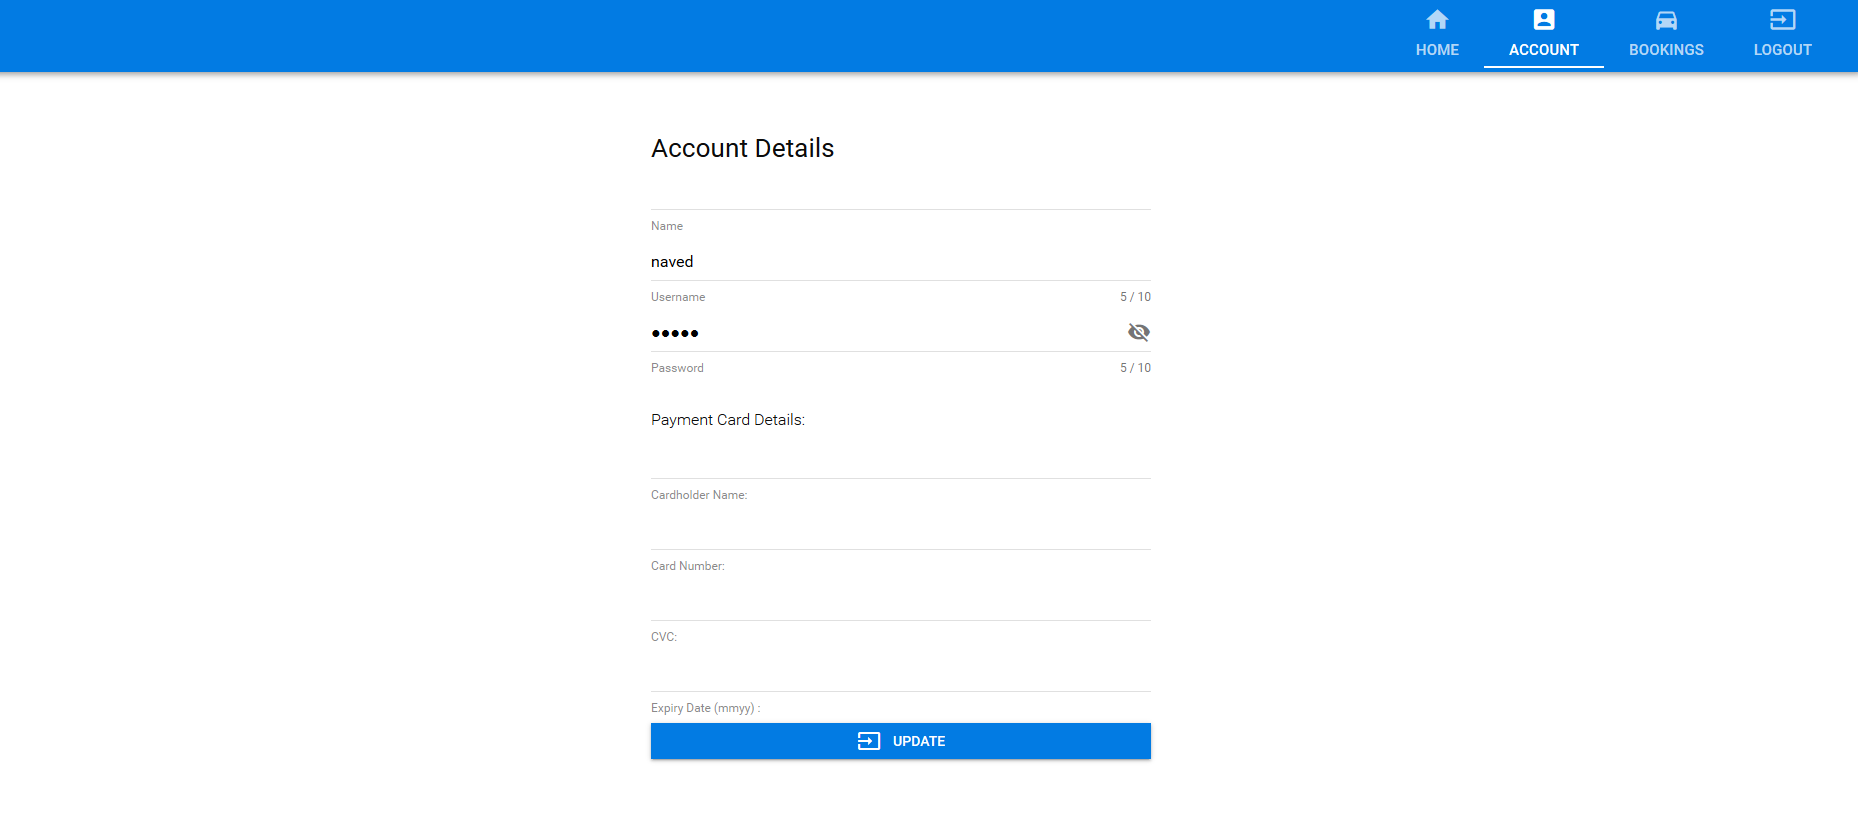 HOME ACCOUNT BOOKINGS LOGOUT
Account Details
Name
naved
Username 5 / 10
●●●●●
Password 5 / 10
Payment Card Details:
Cardholder Name:
Card Number:
CVC:
Expiry Date (mmyy) :
UPDATE